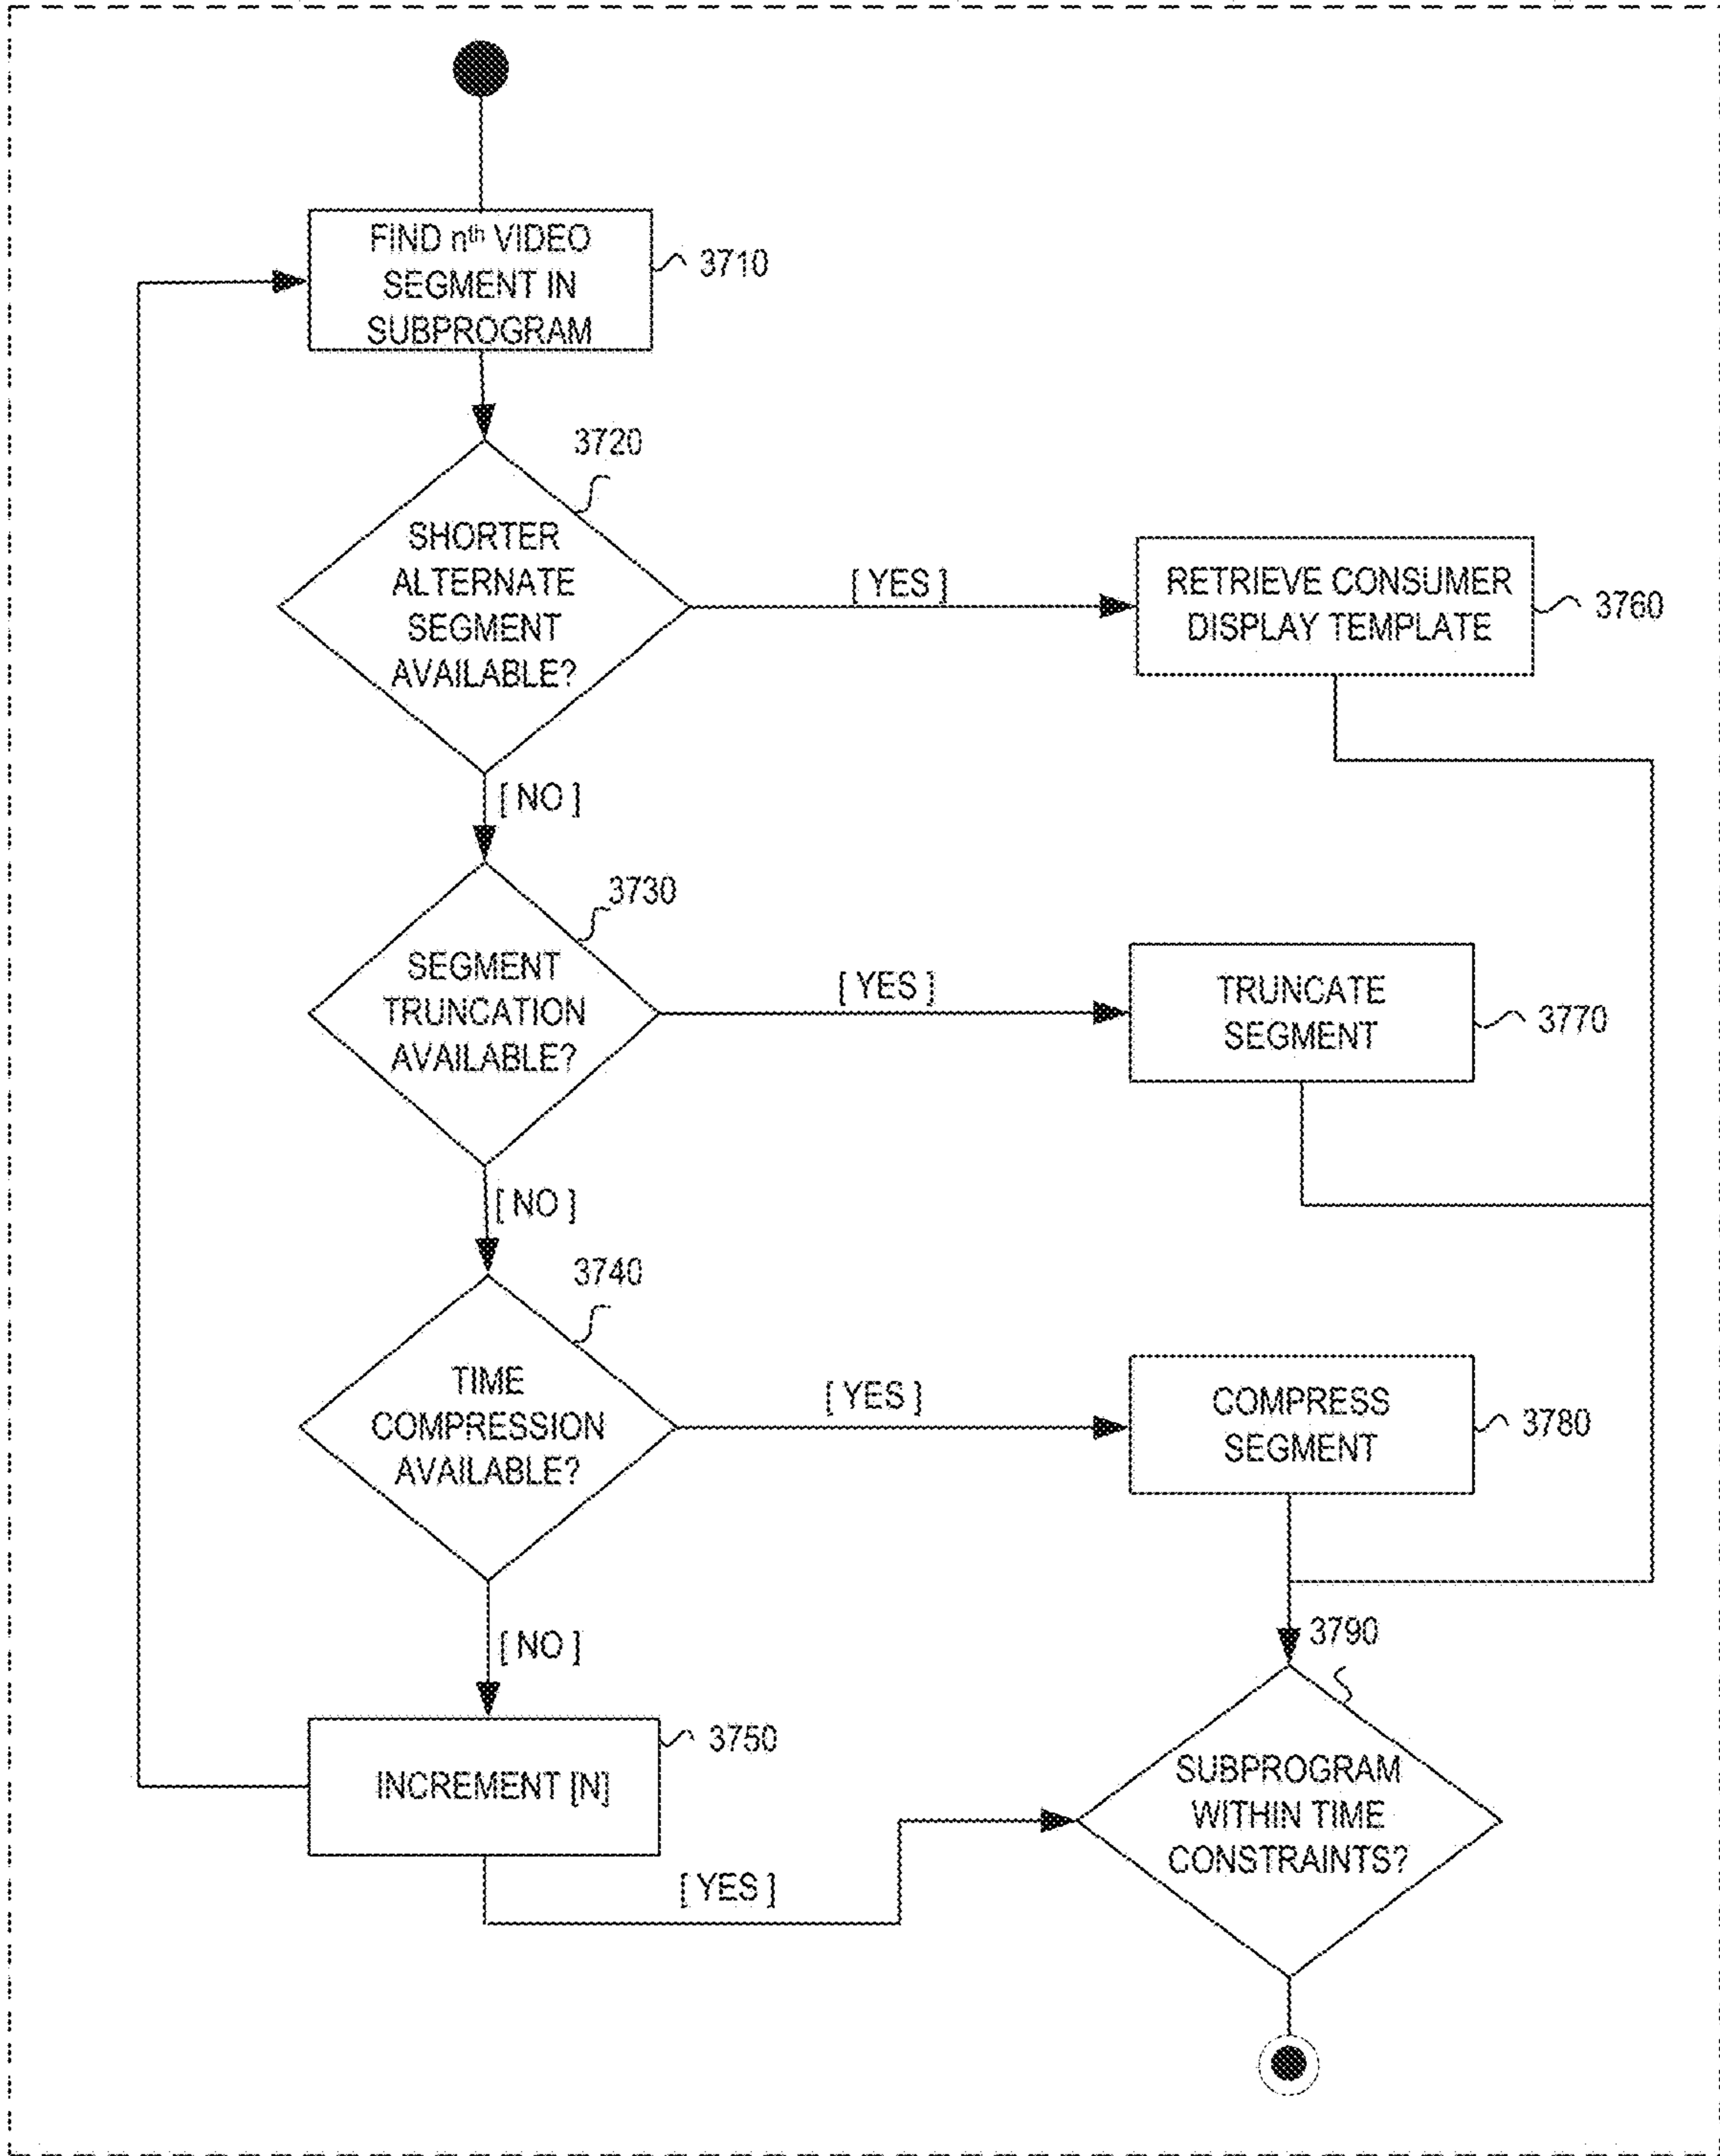 FIND nth VIDEO
SEGMENT IN
SUBPROGRAM
3710
3720
SHORTER
ALTERNATE
SEGMENT
AVAILABLE?
[ YES ]
RETRIEVE CONSUMER
DISPLAY TEMPLATE
3760
[ NO ]
3730
SEGMENT
TRUNCATION
AVAILABLE?
[ YES ]
TRUNCATE
SEGMENT
3770
[ NO ]
3740
TIME
COMPRESSION
AVAILABLE?
[ YES ]
COMPRESS
SEGMENT
3780
[ NO ]
3790
3750
INCREMENT [N]
SUBPROGRAM
WITHIN TIME
CONSTRAINTS?
[ YES ]